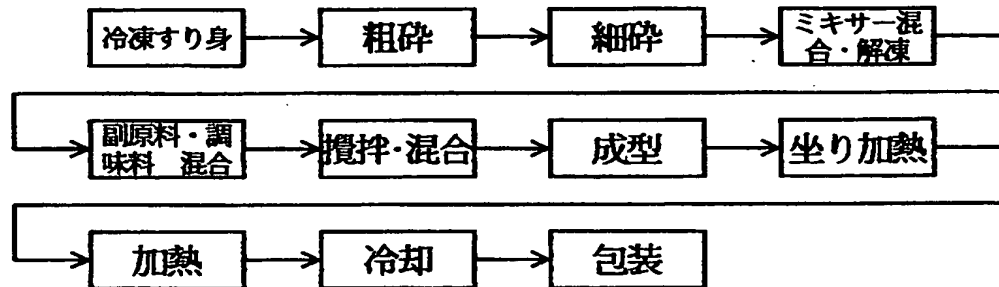 冷凍すり身
粗砕
細砕
ミキサー混
合・解凍
副原料・調
味料　混合
攪拌・混合
成型
坐り加熱
加熱
冷却
包装